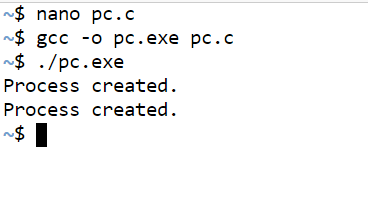 ~$ nano pc.c
~$ gcc -o pc.exe pc.c
~$ ./pc.exe
Process created.
Process created.
~$